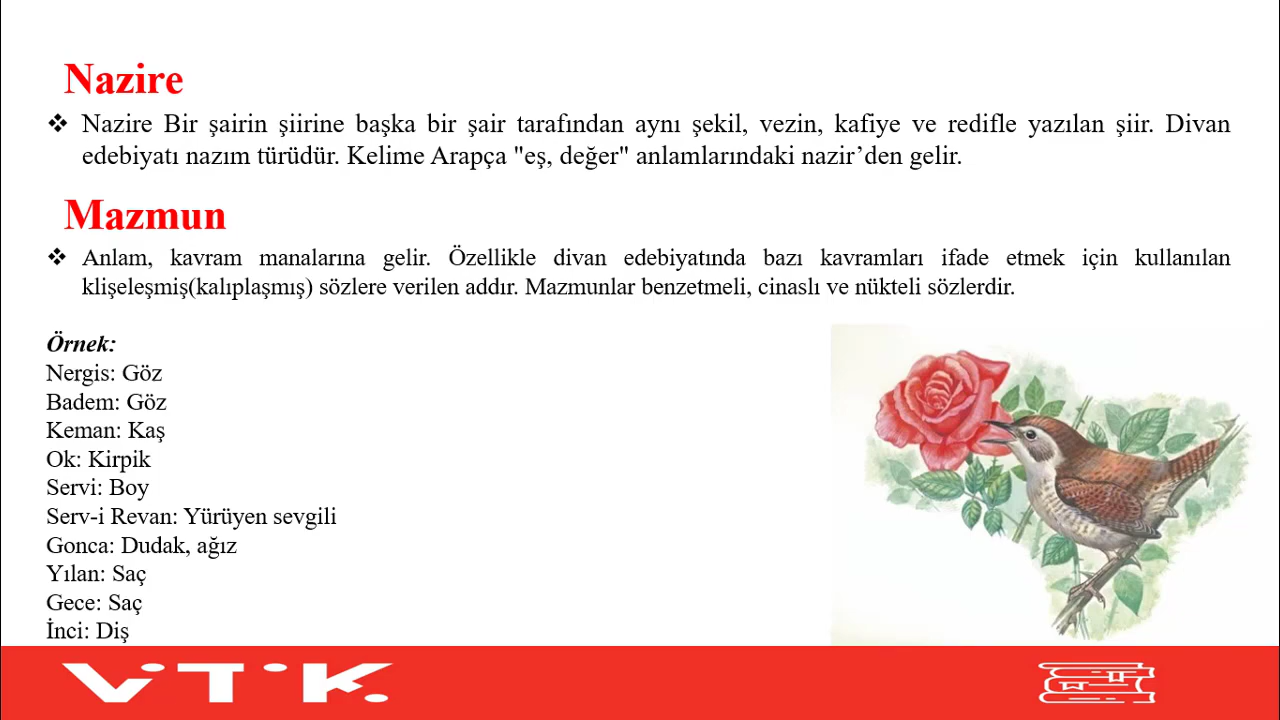 Nazire
❖ Nazire Bir şairin şiirine başka bir şair tarafından aynı şekil, vezin, kafiye ve redifle yazılan şiir. Divan
edebiyatı nazım türüdür. Kelime Arapça "eş, değer" anlamlarındaki nazir’den gelir.
Mazmun
❖ Anlam, kavram manalarına gelir. Özellikle divan edebiyatında bazı kavramları ifade etmek için kullanılan
klişeleşmiş(kalıplaşmış) sözlere verilen addır. Mazmunlar benzetmeli, cinaslı ve nükteli sözlerdir.
Örnek:
Nergis: Göz
Badem: Göz
Keman: Kaş
Ok: Kirpik
Servi: Boy
Serv-i Revan: Yürüyen sevgili
Gonca: Dudak, ağız
Yılan: Saç
Gece: Saç
İnci: Diş
VİTİK.